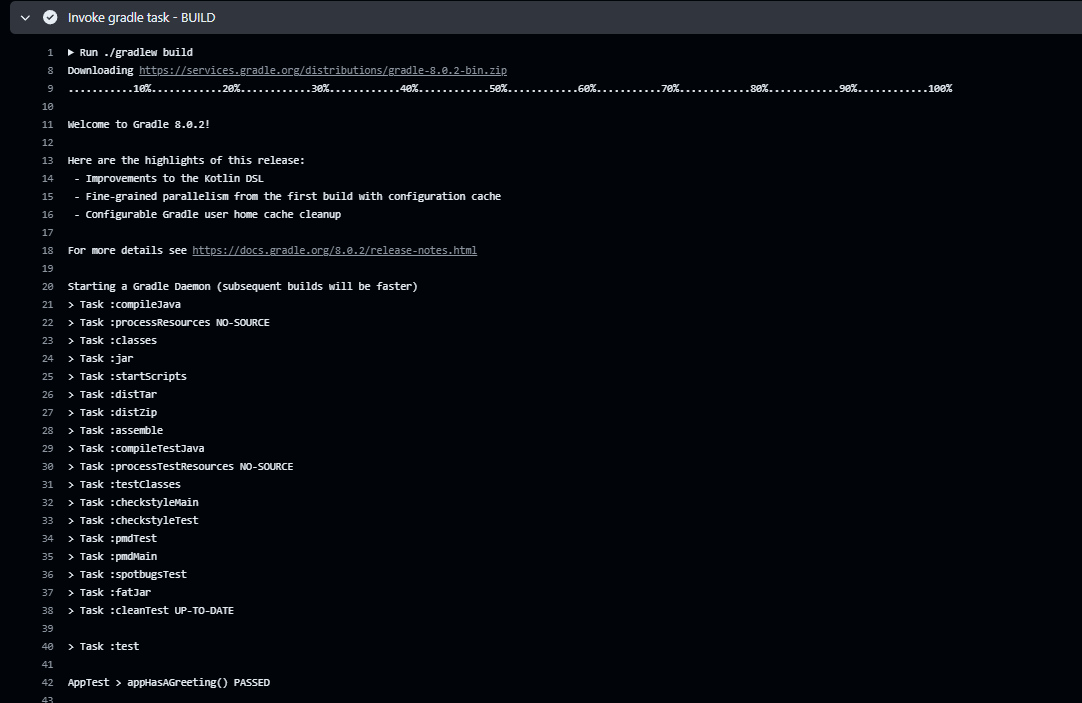 Invoke gradle task - BUILD
1 ▶ Run ./gradlew build
8 Downloading https://services.gradle.org/distributions/gradle-8.0.2-bin.zip
9 ...........10%............20%............30%............40%............50%............60%...........70%............80%............90%............100%
10
11 Welcome to Gradle 8.0.2!
12
13 Here are the highlights of this release:
14  - Improvements to the Kotlin DSL
15  - Fine-grained parallelism from the first build with configuration cache
16  - Configurable Gradle user home cache cleanup
17
18 For more details see https://docs.gradle.org/8.0.2/release-notes.html
19
20 Starting a Gradle Daemon (subsequent builds will be faster)
21 > Task :compileJava
22 > Task :processResources NO-SOURCE
23 > Task :classes
24 > Task :jar
25 > Task :startScripts
26 > Task :distTar
27 > Task :distZip
28 > Task :assemble
29 > Task :compileTestJava
30 > Task :processTestResources NO-SOURCE
31 > Task :testClasses
32 > Task :checkstyleMain
33 > Task :checkstyleTest
34 > Task :pmdTest
35 > Task :pmdMain
36 > Task :spotbugsTest
37 > Task :fatJar
38 > Task :cleanTest UP-TO-DATE
39
40 > Task :test
41
42 AppTest > appHasAGreeting() PASSED
43